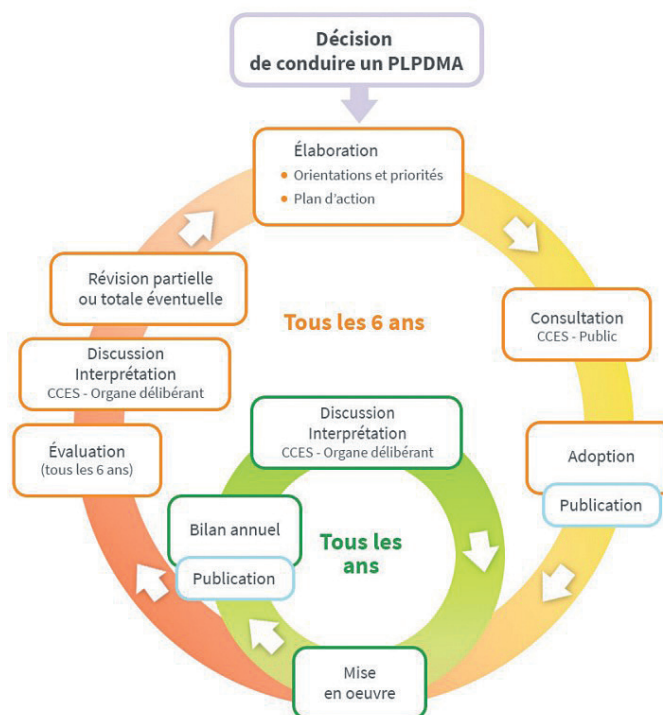 Décision
de conduire un PLPDMA
Élaboration
• Orientations et priorités
• Plan d'action
Révision partielle
ou totale éventuelle
Tous les 6 ans
Consultation
CCES - Public
Discussion
Interprétation
CCES - Organe délibérant
Discussion
Interprétation
CCES - Organe délibérant
Évaluation
(tous les 6 ans)
Adoption
Publication
Bilan annuel
Publication
Tous les
ans
Mise
en oeuvre